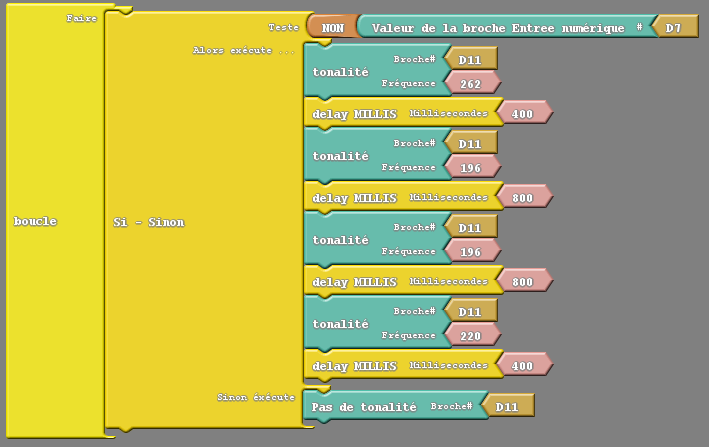 Faire
Teste NON Valeur de la broche Entree numérique # D7
Alors exécute ...
Broche# D11
tonalité
Fréquence 262
delay MILLIS Millisecondes 400
Broche# D11
tonalité
Fréquence 196
delay MILLIS Millisecondes 800
boucle
Si - Sinon
Broche# D11
tonalité
Fréquence 196
delay MILLIS Millisecondes 800
Broche# D11
tonalité
Fréquence 220
delay MILLIS Millisecondes 400
Sinon éxécute
Pas de tonalité Broche# D11